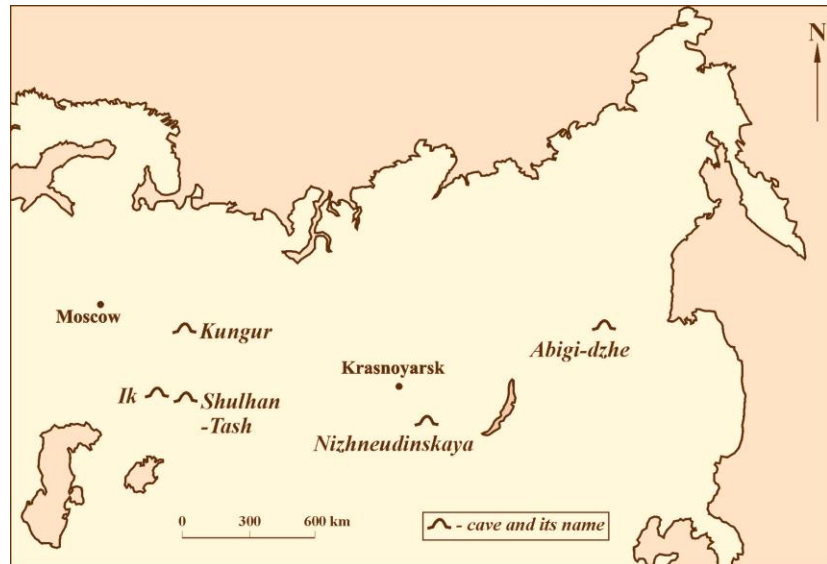 N
Moscow
Kungur
Abigi-dzhe
Krasnoyarsk
Ik
Shulhan
-Tash
Nizhneudinskaya
0 300 600 km
- cave and its name